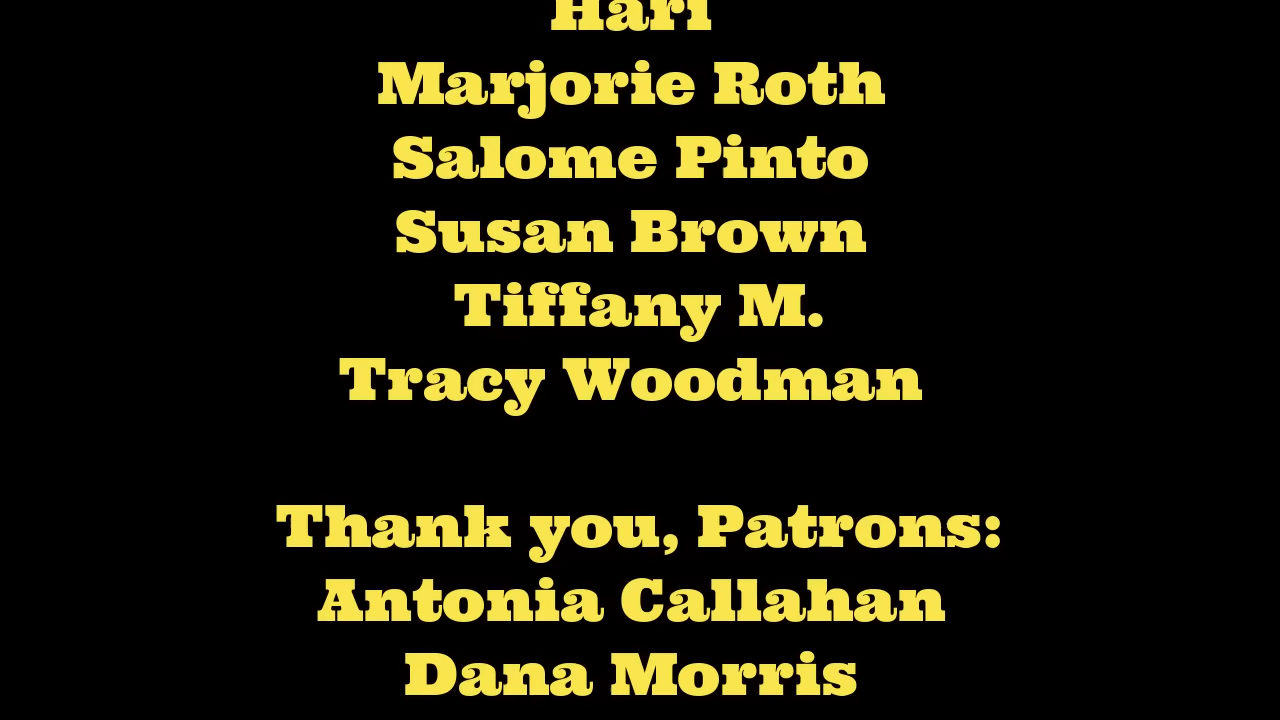 Hari
Marjorie Roth
Salome Pinto
Susan Brown
Tiffany M.
Tracy Woodman
Thank you, Patrons:
Antonia Callahan
Dana Morris